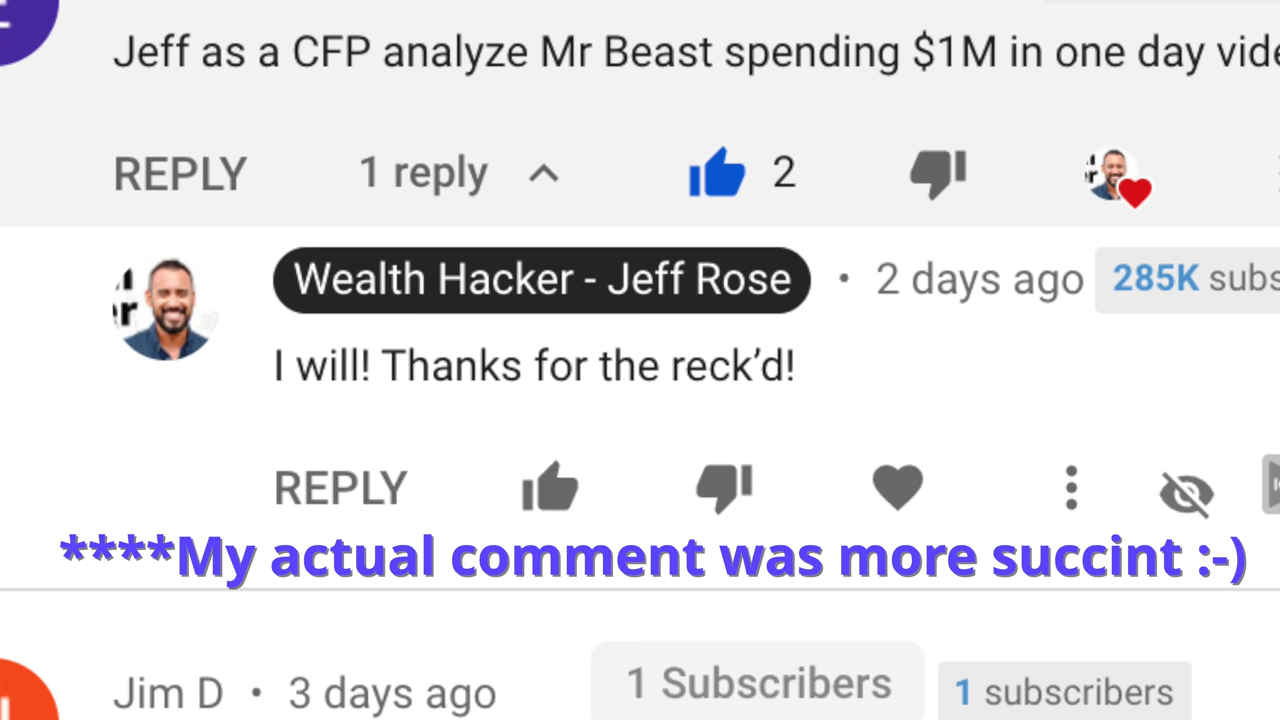 Jeff as a CFP analyze Mr Beast spending $1M in one day
REPLY 1 reply 2
Wealth Hacker - Jeff Rose • 2 days ago 285K subs
I will! Thanks for the reck’d!
REPLY
****My actual comment was more succint :-)
Jim D • 3 days ago 1 Subscribers 1 subscribers